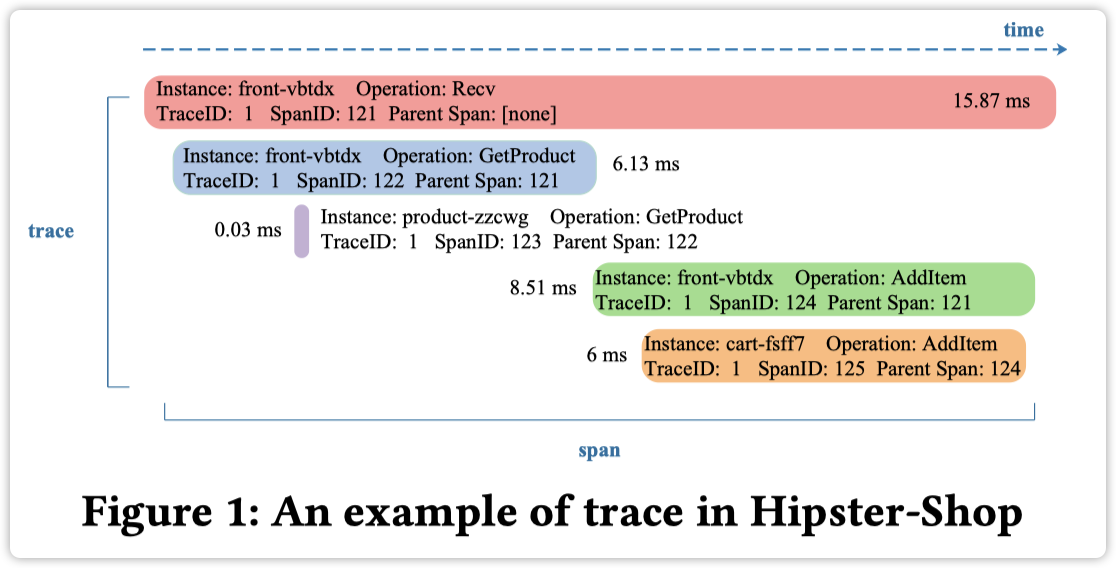 time
Instance: front-vbtdx Operation: Recv
TraceID: 1 SpanID: 121 Parent Span: [none]
15.87 ms
Instance: front-vbtdx Operation: GetProduct
TraceID: 1 SpanID: 122 Parent Span: 121
6.13 ms
trace
0.03 ms
Instance: product-zzcwg Operation: GetProduct
TraceID: 1 SpanID: 123 Parent Span: 122
8.51 ms
Instance: front-vbtdx Operation: AddItem
TraceID: 1 SpanID: 124 Parent Span: 121
6 ms
Instance: cart-fsff7 Operation: AddItem
TraceID: 1 SpanID: 125 Parent Span: 124
span
Figure 1: An example of trace in Hipster-Shop